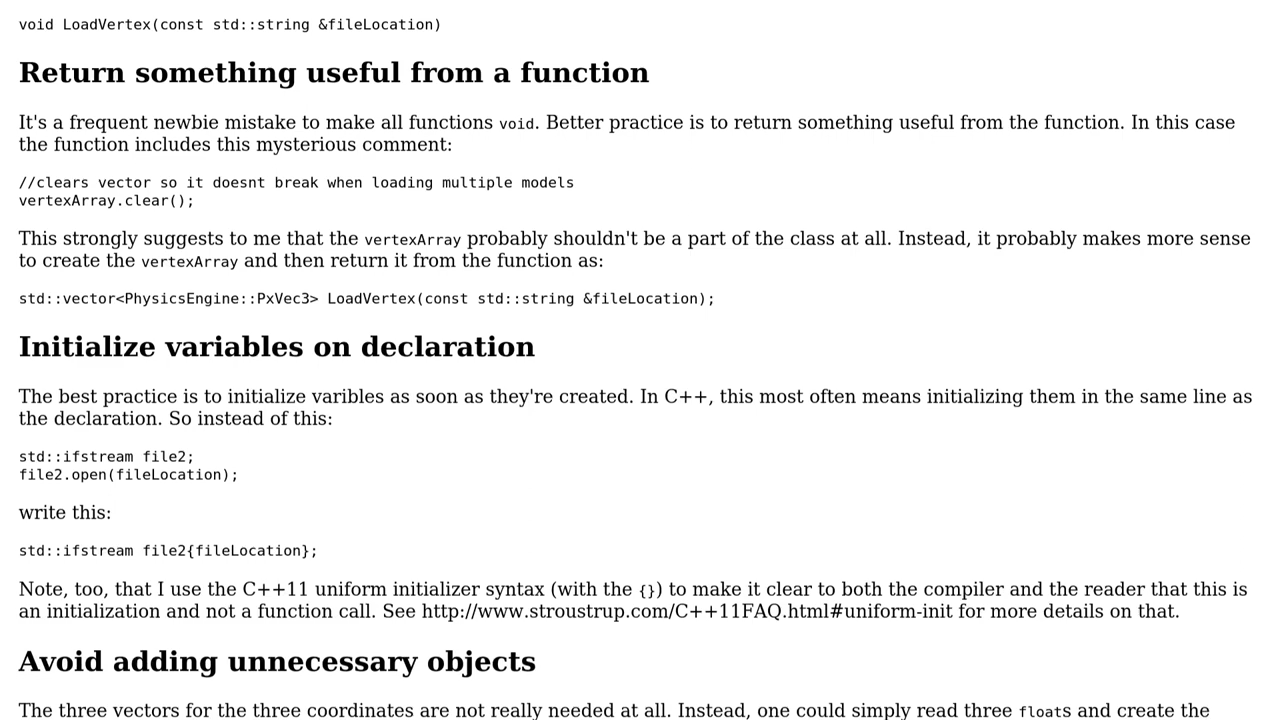 void LoadVertex(const std::string &fileLocation)
Return something useful from a function
It's a frequent newbie mistake to make all functions void. Better practice is to return something useful from the function. In this case
the function includes this mysterious comment:
//clears vector so it doesnt break when loading multiple models
vertexArray.clear();
This strongly suggests to me that the vertexArray probably shouldn't be a part of the class at all. Instead, it probably makes more sense
to create the vertexArray and then return it from the function as:
std::vector<PhysicsEngine::PxVec3> LoadVertex(const std::string &fileLocation);
Initialize variables on declaration
The best practice is to initialize varibles as soon as they're created. In C++, this most often means initializing them in the same line as
the declaration. So instead of this:
std::ifstream file2;
file2.open(fileLocation);
write this:
std::ifstream file2{fileLocation};
Note, too, that I use the C++11 uniform initializer syntax (with the {}) to make it clear to both the compiler and the reader that this is
an initialization and not a function call. See http://www.stroustrup.com/C++11FAQ.html#uniform-init for more details on that.
Avoid adding unnecessary objects
The three vectors for the three coordinates are not really needed at all. Instead, one could simply read three floats and create the